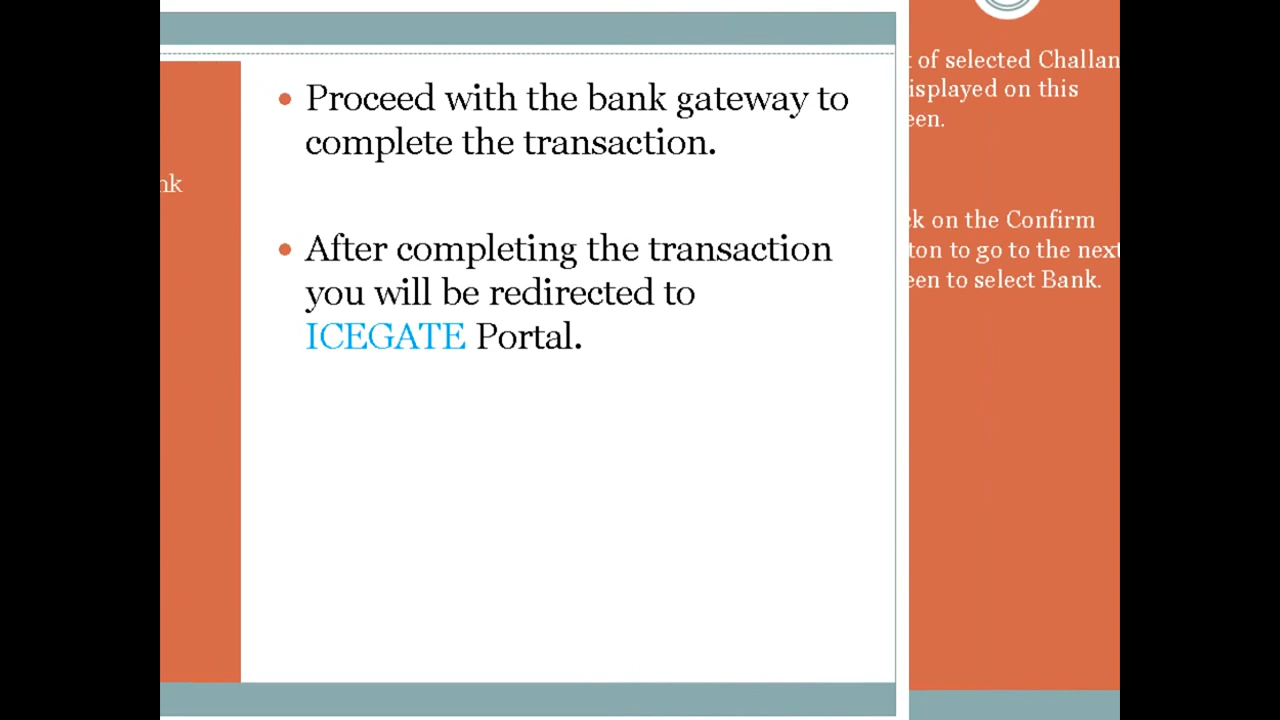 Proceed with the bank gateway to
complete the transaction.
After completing the transaction
you will be redirected to
ICEGATE Portal.
nk
of selected Challan
isplayed on this
een.
ck on the Confirm
ton to go to the next
een to select Bank.